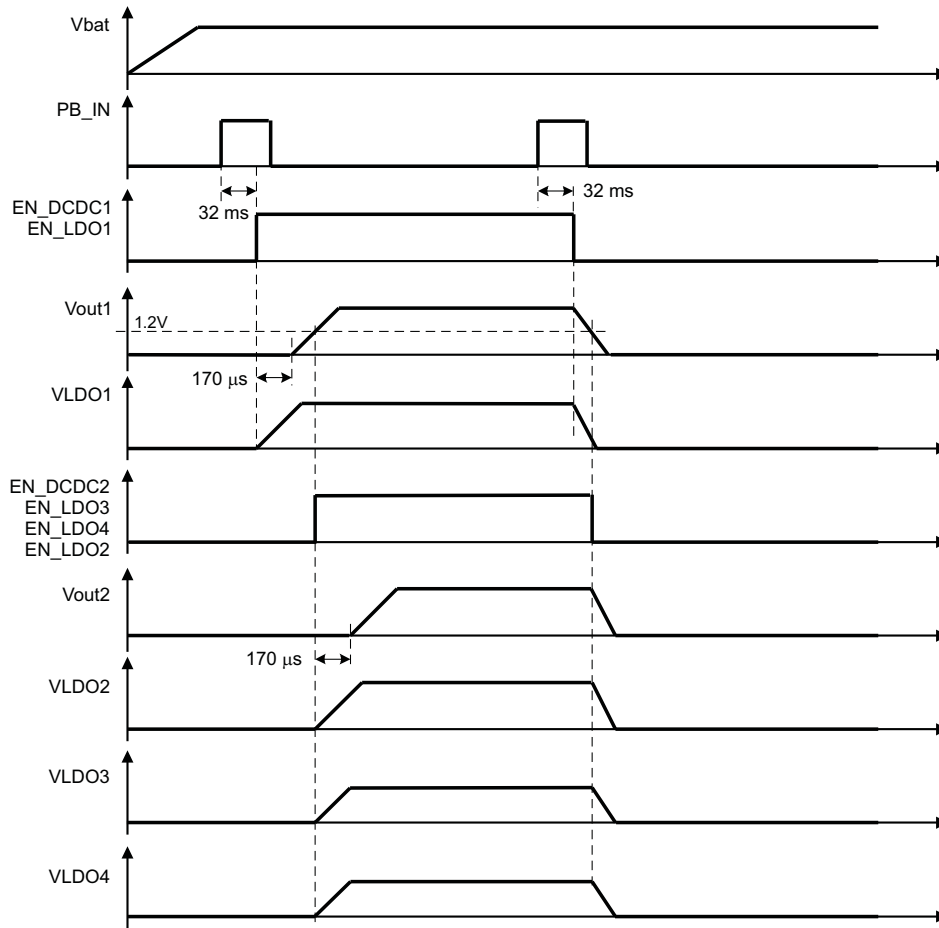 Vbat
PB_IN
32 ms
32 ms
EN_DCDC1
EN_LDO1
Vout1
1.2V
170 μs
VLDO1
EN_DCDC2
EN_LDO3
EN_LDO4
EN_LDO2
Vout2
170 μs
VLDO2
VLDO3
VLDO4